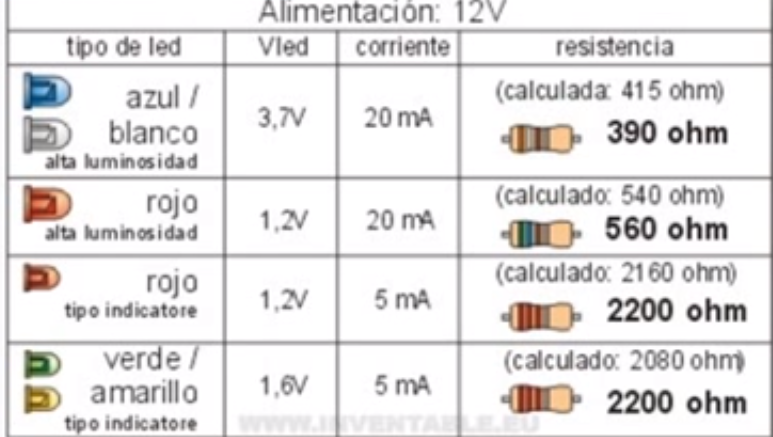 Alimentación: 12V
tipo de led Vled corriente resistencia
azul /
blanco
alta luminosidad
3,7V
20 mA
(calculada: 415 ohm)
390 ohm
rojo
alta luminosidad
1,2V
20 mA
(calculado: 540 ohm)
560 ohm
rojo
tipo indicatore
1,2V
5 mA
(calculado: 2160 ohm)
2200 ohm
verde /
amarillo
tipo indicatore
1,6V
5 mA
(calculado: 2080 ohm)
2200 ohm
WWW.INVENTABLE.EU